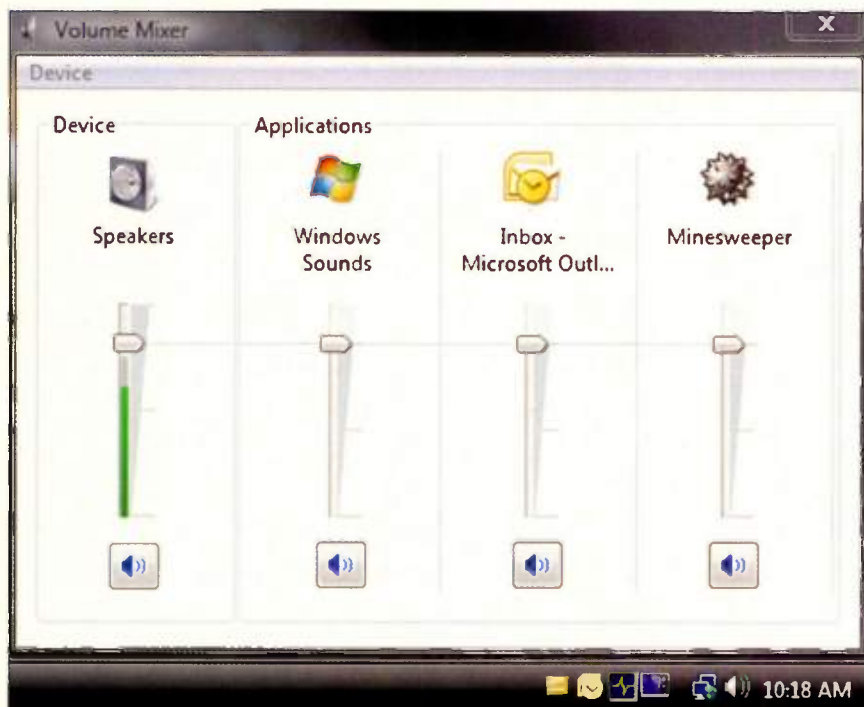 Volume Mixer
Device
Device
Applications
Speakers
Windows
Sounds
Inbox -
Microsoft Outl...
Minesweeper
10:18 AM